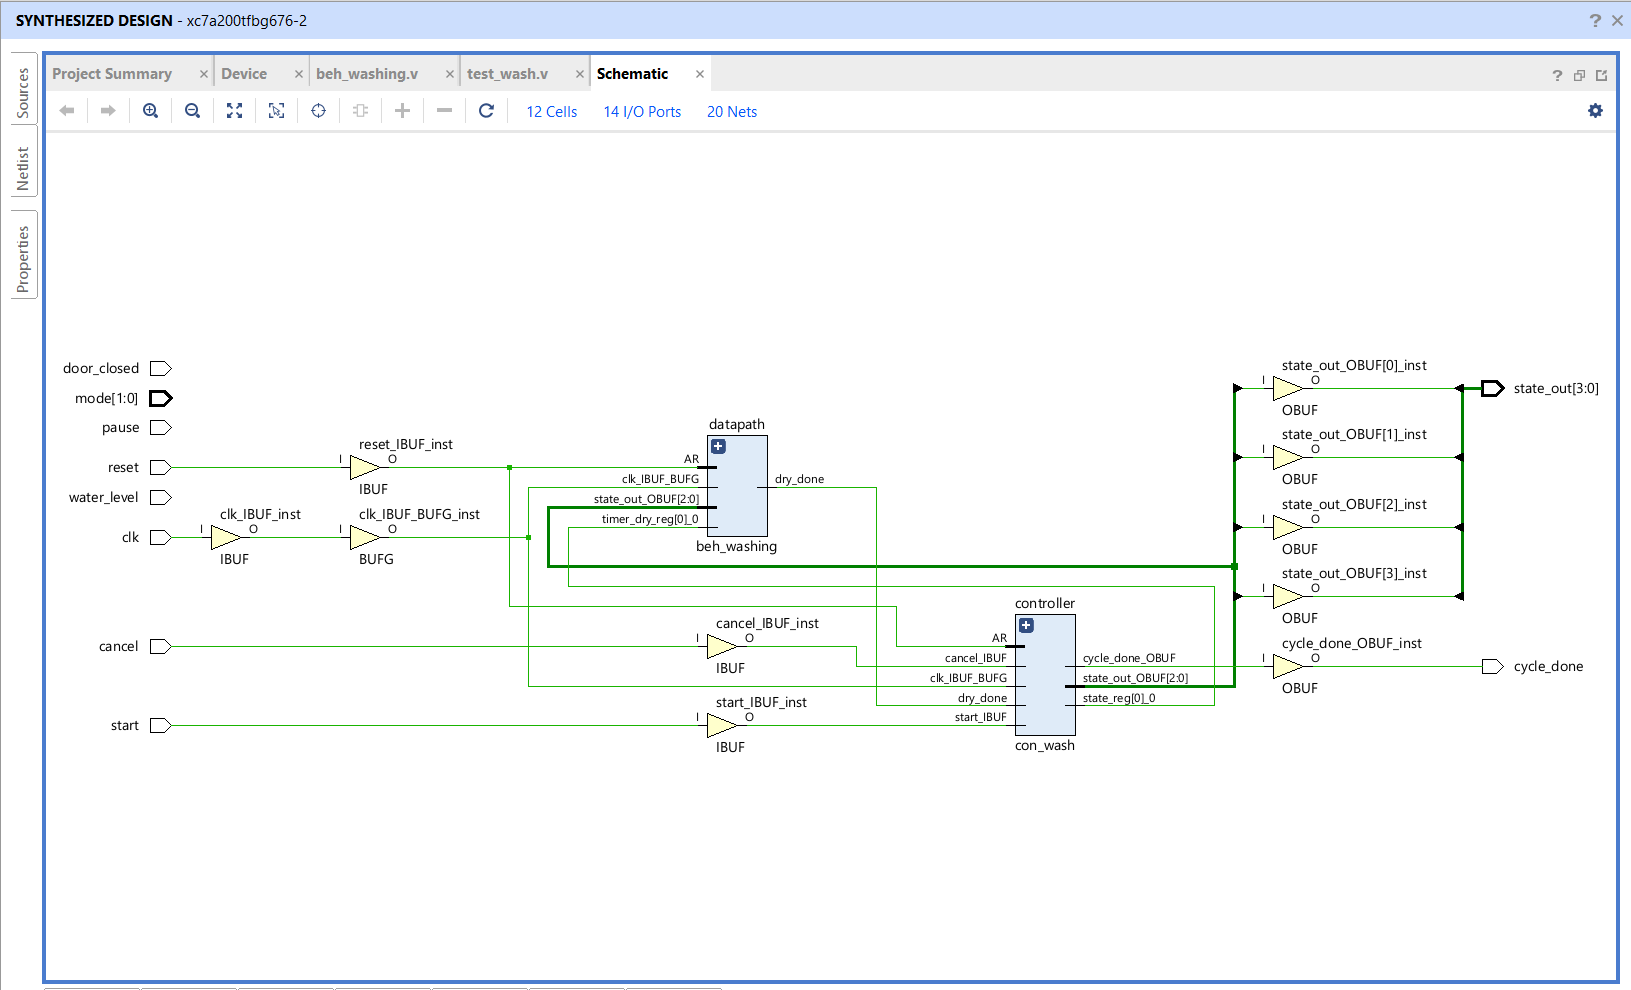 SYNTHESIZED DESIGN - xc7a200tfbg676-2
? ×
Sources
Netlist
Properties
Project Summary ×
Device ×
beh_washing.v ×
test_wash.v ×
Schematic ×
?
12 Cells
14 I/O Ports
20 Nets
door_closed
mode[1:0]
pause
reset
water_level
clk
cancel
start
reset_IBUF_inst
I
O
IBUF
clk_IBUF_inst
I
O
IBUF
clk_IBUF_BUFG_inst
I
O
BUFG
datapath
AR
clk_IBUF_BUFG
state_out_OBUF[2:0]
timer_dry_reg[0]_0
dry_done
beh_washing
cancel_IBUF_inst
I
O
IBUF
start_IBUF_inst
I
O
IBUF
controller
AR
cancel_IBUF
clk_IBUF_BUFG
dry_done
start_IBUF
cycle_done_OBUF
state_out_OBUF[2:0]
state_reg[0]_0
con_wash
state_out_OBUF[0]_inst
I
O
OBUF
state_out_OBUF[1]_inst
I
O
OBUF
state_out_OBUF[2]_inst
I
O
OBUF
state_out_OBUF[3]_inst
I
O
OBUF
cycle_done_OBUF_inst
I
O
OBUF
state_out[3:0]
cycle_done